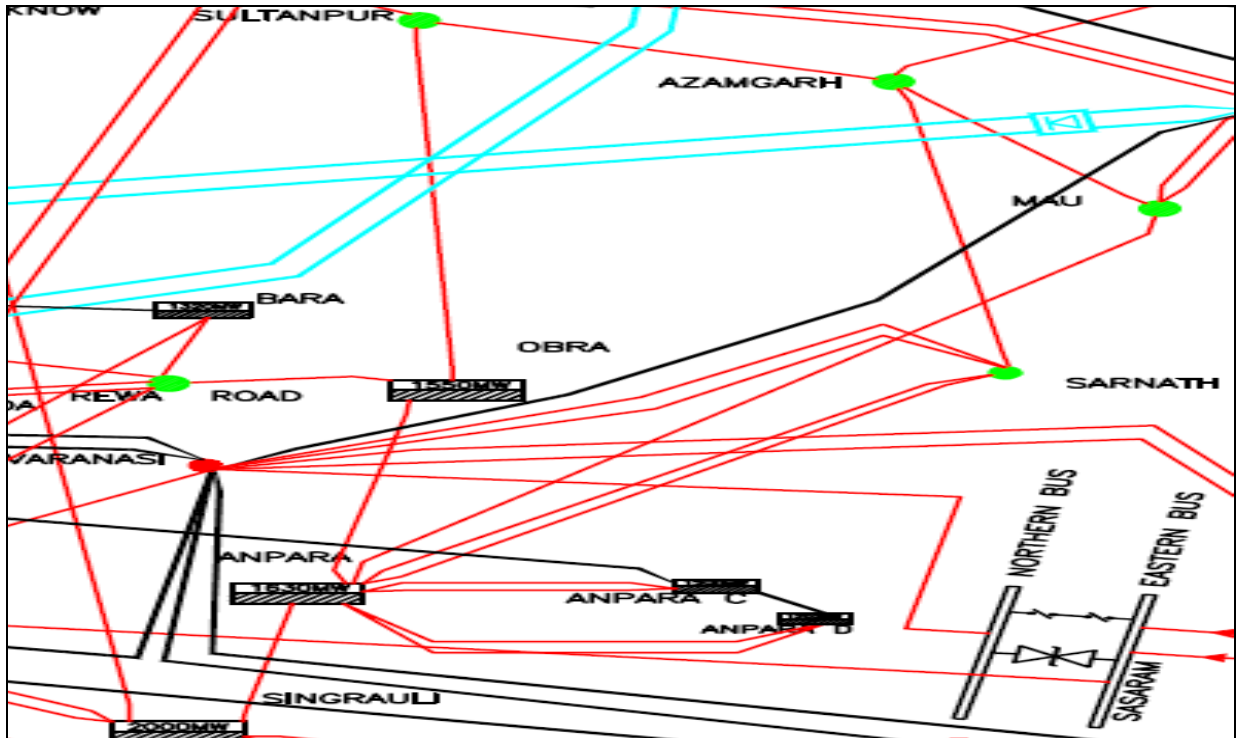 KNOW
SULTANPUR
AZAMGARH
MAU
BARA
OBRA
1550MW
SARNATH
DA
REWA ROAD
VARANASI
NORTHERN BUS
EASTERN BUS
ANPARA
1630MW
ANPARA C
ANPARA D
SASARAM
SINGRAULI
2000MW